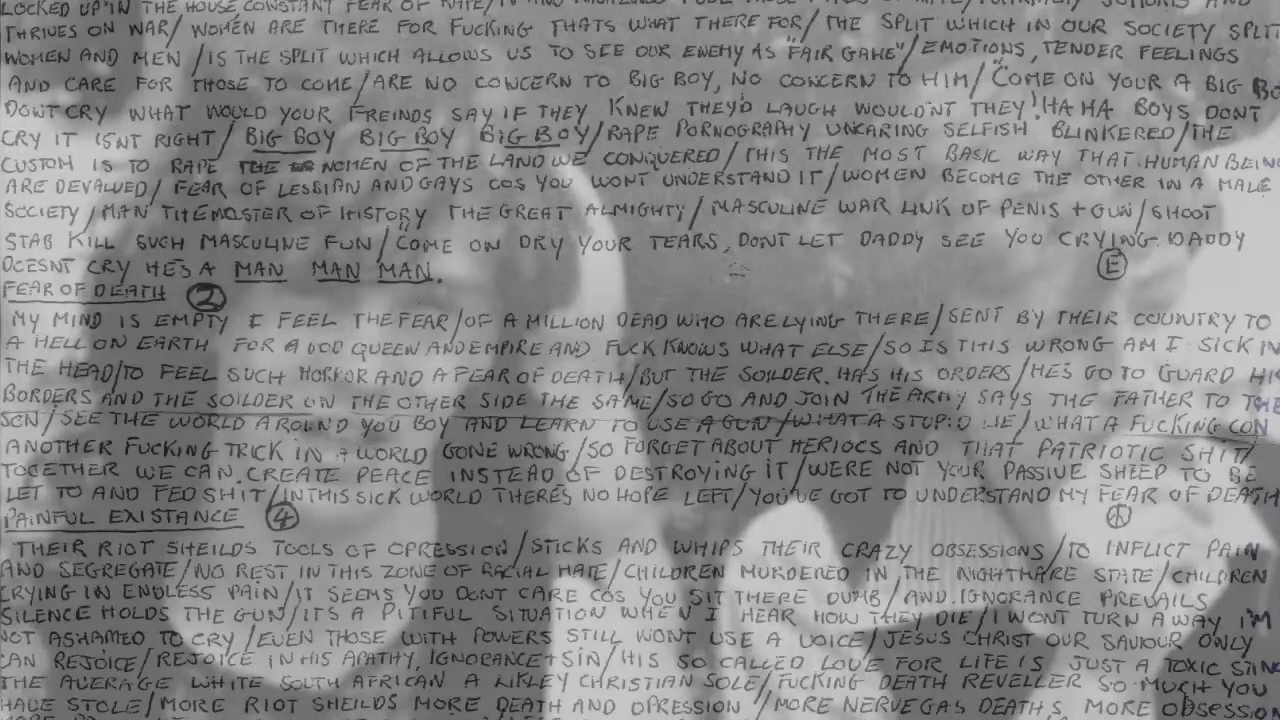 LOCKED UP IN THE HOUSE CONSTANT FEAR OF RAPE/
THRIVES ON WAR/ WOMEN ARE THERE FOR FUCKING THATS WHAT THERE FOR/ THE SPLIT WHICH IN OUR SOCIETY SPLITS
WOMEN AND MEN /IS THE SPLIT WHICH ALLOWS US TO SEE OUR ENEMY AS "FAIR GAME"/ EMOTIONS, TENDER FEELINGS
AND CARE FOR THOSE TO COME/ARE NO CONCERN TO BIG BOY, NO CONCERN TO HIM/ "COME ON YOUR A BIG BO
DONT CRY WHAT WOULD YOUR FREINDS SAY IF THEY KNEW THEY'D LAUGH WOULDN'T THEY! HA HA BOYS DONT
CRY IT ISN'T RIGHT/ BIG BOY BIG BOY BIG BOY/RAPE PORNOGRAPHY UNCARING SELFISH BLINKERED/THE
CUSTOM IS TO RAPE THE WOMEN OF THE LAND WE CONQUERED/ THIS THE MOST BASIC WAY THAT HUMAN BEING
ARE DEVALUED/ FEAR OF LESBIAN AND GAYS COS YOU WONT UNDERSTAND IT/WOMEN BECOME THE OTHER IN A MALE
SOCIETY /MAN THEMOSTER OF HISTORY THE GREAT ALMIGHTY/ MASCULINE WAR LINK OF PENIS + GUN/ SHOOT
STAB KILL SUCH MASCULINE FUN/ COME ON DRY YOUR TEARS, DONT LET DADDY SEE YOU CRYING DADDY
DOESNT CRY HE'S A MAN MAN MAN. Ⓔ
FEAR OF DEATH ②
MY MIND IS EMPTY I FEEL THE FEAR/OF A MILLION DEAD WHO ARE LYING THERE/SENT BY THEIR COUNTRY TO
A HELL ON EARTH FOR A QUEEN AND EMPIRE AND FUCK KNOWS WHAT ELSE/SO IS THIS WRONG AM I SICK IN
THE HEAD/TO FEEL SUCH HORROR AND A FEAR OF DEATH/BUT THE SOILDER. HAS HIS ORDERS/HE'S GO TO GUARD HIS
BORDERS AND THE SOILDER ON THE OTHER SIDE THE SAME/SO GO AND JOIN THE ARMY SAYS THE FATHER TO THE
SON/SEE THE WORLD AROUND YOU BOY AND LEARN TO USE A GUN/WHAT A STUPID LIE/WHAT A FUCKING CON
ANOTHER FUCKING TRICK IN A WORLD GONE WRONG/SO FORGET ABOUT HERIOCS AND THAT PATRIOTIC SHIT/
TOGETHER WE CAN CREATE PEACE INSTEAD OF DESTROYING IT/WERE NOT YOUR PASSIVE SHEEP TO BE
LET TO AND FED SHIT/IN THIS SICK WORLD THERE'S NO HOPE LEFT/YOU'VE GOT TO UNDERSTAND MY FEAR OF DEATH
PAINFUL EXISTANCE ④
THEIR RIOT SHEILDS TOOLS OF OPRESSION/STICKS AND WHIPS THEIR CRAZY OBSESSIONS/TO INFLICT PAIN
AND SEGREGATE/NO REST IN THIS ZONE OF RACIAL HATE/CHILDREN MURDERED IN THE NIGHTMARE STATE/CHILDREN
CRYING IN ENDLESS PAIN/IT SEEMS YOU DONT CARE COS YOU SIT THERE DUMB/ AND IGNORANCE PREVAILS
SILENCE HOLDS THE GUN/ITS A PITIFUL SITUATION WHEN I HEAR HOW THEY DIE/I WONT TURN AWAY I'M
NOT ASHAMED TO CRY/EVEN THOSE WITH POWERS STILL WONT USE A VOICE/JESUS CHRIST OUR SAVIOUR ONLY
CAN REJOICE/REJOICE IN HIS APATHY, IGNORANCE+SIN/HIS SO CALLED LOVE FOR LIFE IS JUST A TOXIC
THE AVERAGE WHITE SOUTH AFRICAN A LIKLEY CHRISTIAN SOLE/FUCKING DEATH REVELLER SO MUCH YOU
HAVE STOLE/MORE RIOT SHEILDS MORE DEATH AND OPRESSION/MORE NERVEGAS DEATHS, MORE OBSESSION